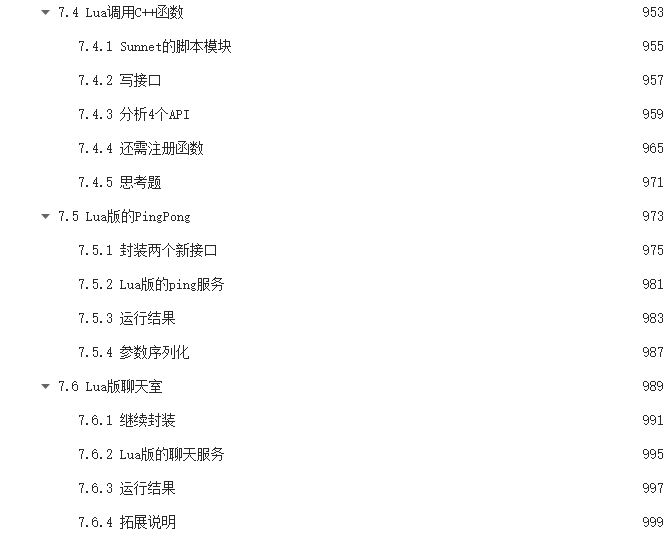 7.4 Lua调用C++函数 953
7.4.1 Sunnet的脚本模块 955
7.4.2 写接口 957
7.4.3 分析4个API 959
7.4.4 还需注册函数 965
7.4.5 思考题 971
7.5 Lua版的PingPong 973
7.5.1 封装两个新接口 975
7.5.2 Lua版的ping服务 981
7.5.3 运行结果 983
7.5.4 参数序列化 987
7.6 Lua版聊天室 989
7.6.1 继续封装 991
7.6.2 Lua版的聊天服务 995
7.6.3 运行结果 997
7.6.4 拓展说明 999